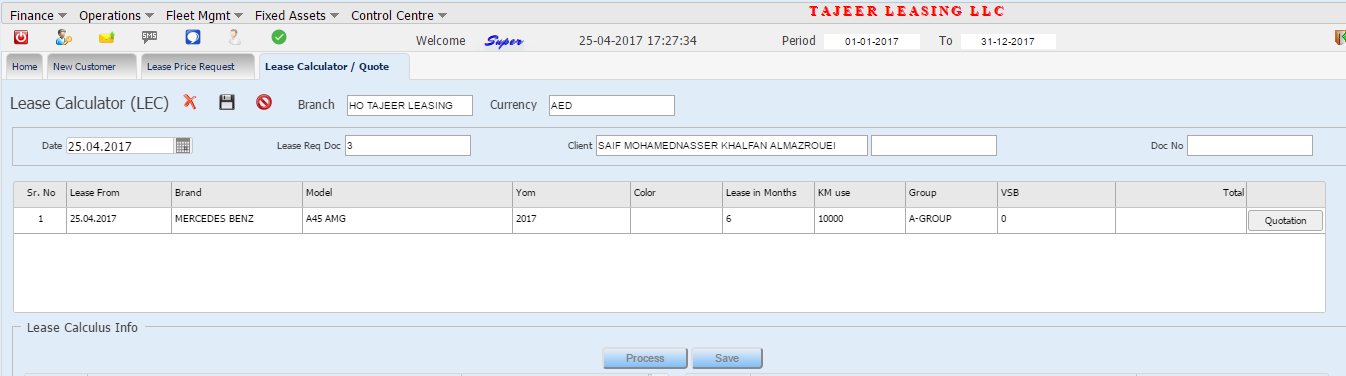 Finance Operations Fleet Mgmt Fixed Assets Control Centre TAJEER LEASING LLC
SMS Welcome Super 25-04-2017 17:27:34 Period 01-01-2017 To 31-12-2017
Home New Customer Lease Price Request Lease Calculator / Quote
Lease Calculator (LEC) Branch HO TAJEER LEASING Currency AED
Date 25.04.2017 Lease Req Doc 3 Client SAIF MOHAMEDNASSER KHALFAN ALMAZROUEI Doc No
Sr. No Lease From Brand Model Yom Color Lease in Months KM use Group VSB Total
1 25.04.2017 MERCEDES BENZ A45 AMG 2017 6 10000 A-GROUP 0 Quotation
Lease Calculus Info
Process Save